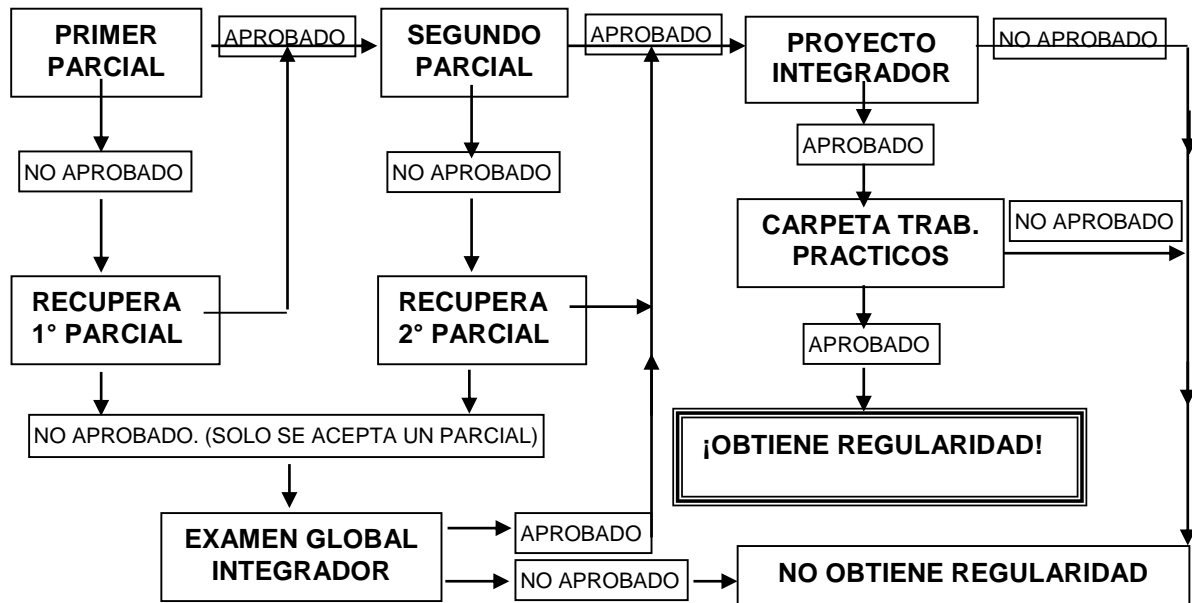 PRIMER
PARCIAL
APROBADO
SEGUNDO
PARCIAL
APROBADO
PROYECTO
INTEGRADOR
NO APROBADO
NO APROBADO
NO APROBADO
APROBADO
CARPETA TRAB.
PRACTICOS
NO APROBADO
RECUPERA
1° PARCIAL
RECUPERA
2° PARCIAL
APROBADO
NO APROBADO. (SOLO SE ACEPTA UN PARCIAL)
¡OBTIENE REGULARIDAD!
EXAMEN GLOBAL
INTEGRADOR
APROBADO
NO APROBADO
NO OBTIENE REGULARIDAD